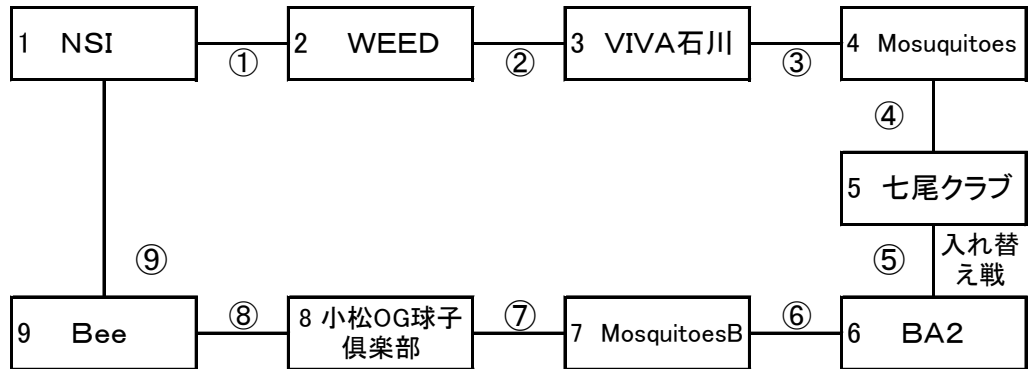 1 NSI
①
2 WEED
②
3 VIVA石川
③
4 Mosuquitoes
④
5 七尾クラブ
⑤
入れ替
え戦
⑨
9 Bee
⑧
8 小松OG球子
倶楽部
⑦
7 MosquitoesB
⑥
6 BA2